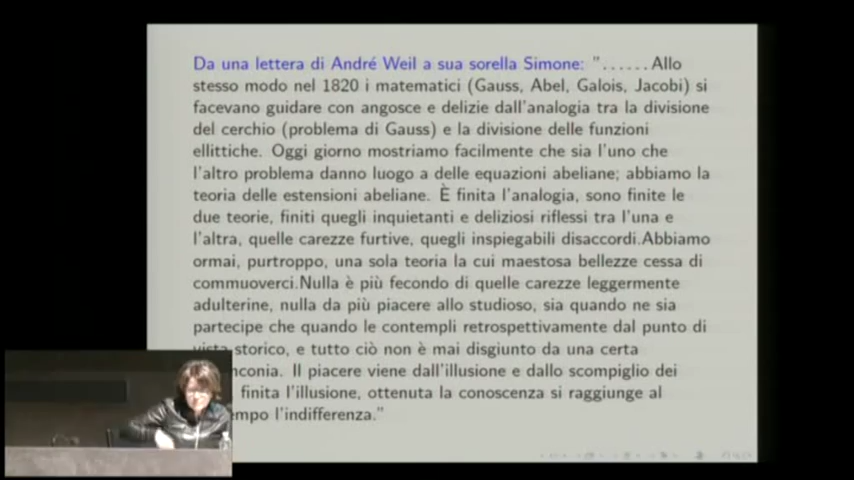 Da una lettera di André Weil a sua sorella Simone: ”......Allo
stesso modo nel 1820 i matematici (Gauss, Abel, Galois, Jacobi) si
facevano guidare con angosce e delizie dall'analogia tra la divisione
del cerchio (problema di Gauss) e la divisione delle funzioni
ellittiche. Oggi giorno mostriamo facilmente che sia l'uno che
l'altro problema danno luogo a delle equazioni abeliane; abbiamo la
teoria delle estensioni abeliane. È finita l'analogia, sono finite le
due teorie, finiti quegli inquietanti e deliziosi riflessi tra l'una e
l'altra, quelle carezze furtive, quegli inspiegabili disaccordi.Abbiamo
ormai, purtroppo, una sola teoria la cui maestosa bellezze cessa di
commuoverci.Nulla è più fecondo di quelle carezze leggermente
adulterine, nulla da più piacere allo studioso, sia quando ne sia
partecipe che quando le contempli retrospettivamente dal punto di
vista storico, e tutto ciò non è mai disgiunto da una certa
Il piacere viene dall'illusione e dallo scompiglio dei
finita l'illusione, ottenuta la conoscenza si raggiunge al
l'indifferenza.”